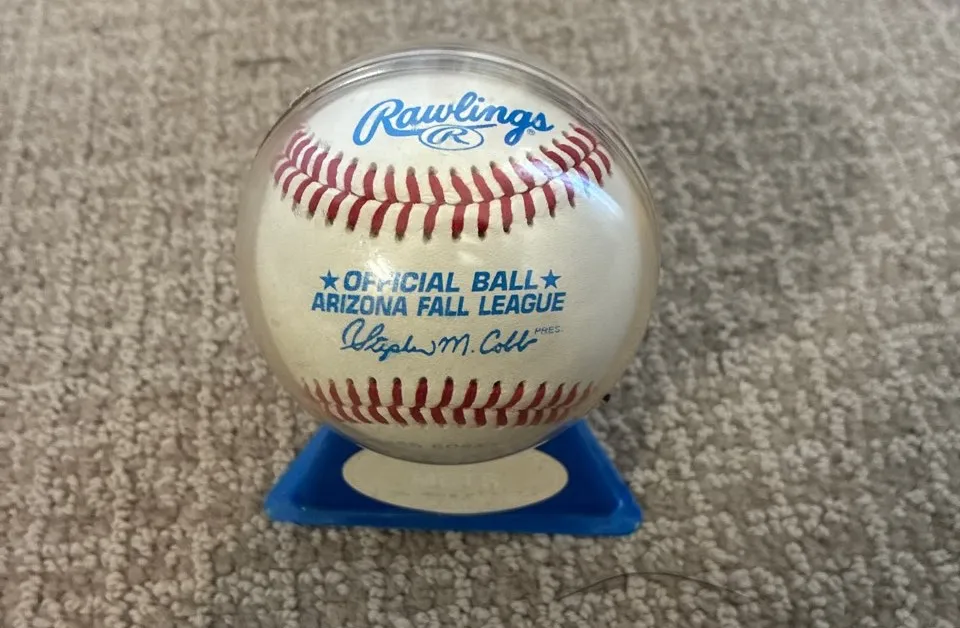 Rawlings®
R
★OFFICIAL BALL★
ARIZONA FALL LEAGUE
Stephen M. Cobb PRES.